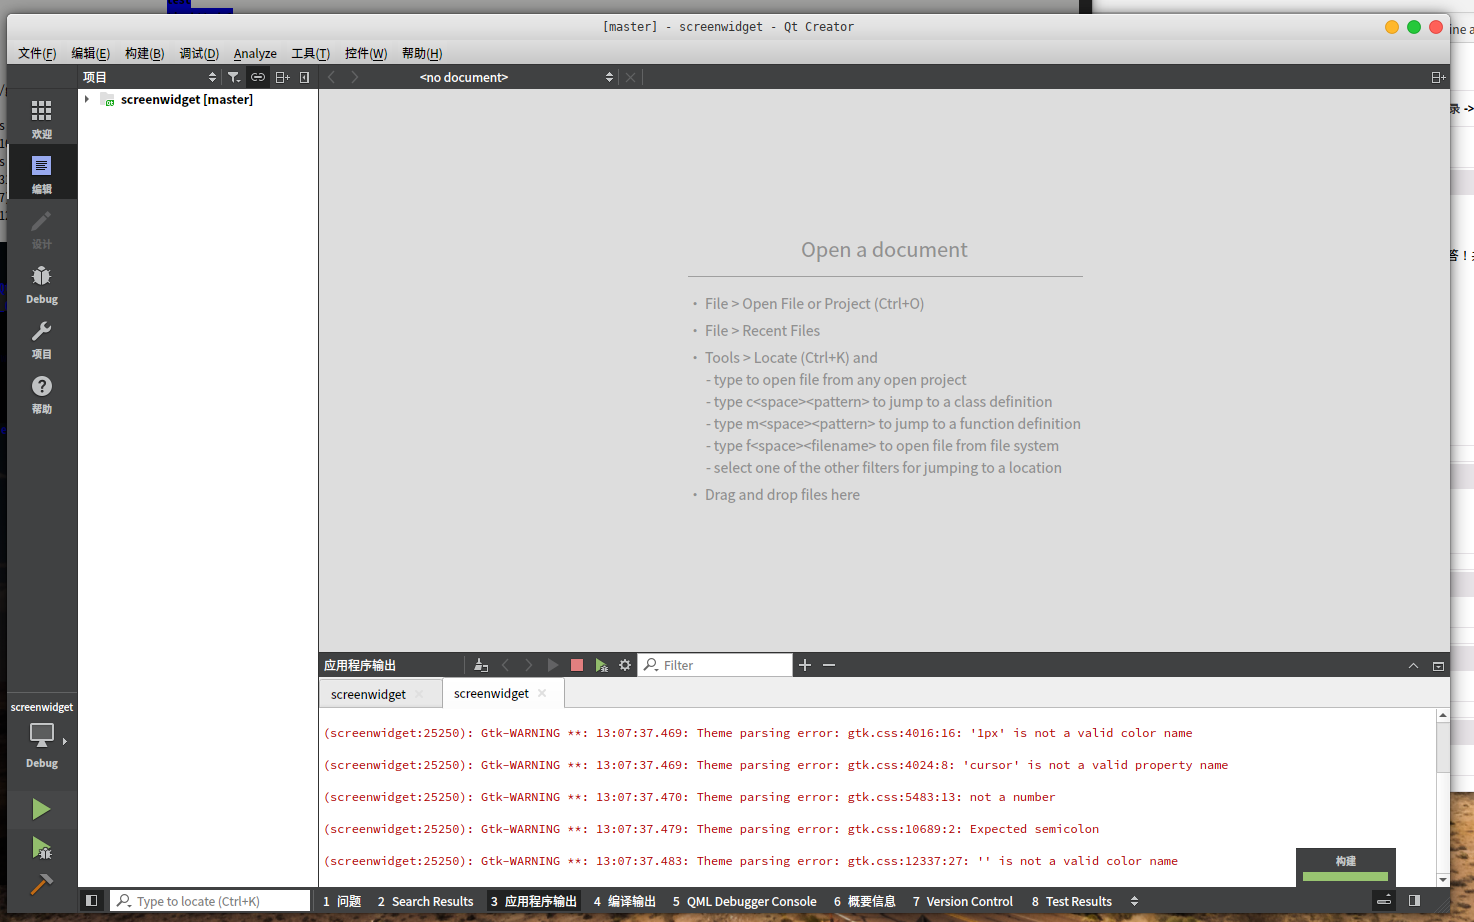 [master] - screenwidget - Qt Creator
文件(F) 编辑(E) 构建(B) 调试(D) Analyze 工具(T) 控件(W) 帮助(H)
项目 <no document>
screenwidget [master]
欢迎
编辑
设计
Debug
项目
帮助
Open a document
• File > Open File or Project (Ctrl+O)
• File > Recent Files
• Tools > Locate (Ctrl+K) and
- type to open file from any open project
- type c<space><pattern> to jump to a class definition
- type m<space><pattern> to jump to a function definition
- type f<space><filename> to open file from file system
- select one of the other filters for jumping to a location
• Drag and drop files here
应用程序输出 Filter
screenwidget screenwidget
(screenwidget:25250): Gtk-WARNING **: 13:07:37.469: Theme parsing error: gtk.css:4016:16: '1px' is not a valid color name
(screenwidget:25250): Gtk-WARNING **: 13:07:37.469: Theme parsing error: gtk.css:4024:8: 'cursor' is not a valid property name
(screenwidget:25250): Gtk-WARNING **: 13:07:37.470: Theme parsing error: gtk.css:5483:13: not a number
(screenwidget:25250): Gtk-WARNING **: 13:07:37.479: Theme parsing error: gtk.css:10689:2: Expected semicolon
(screenwidget:25250): Gtk-WARNING **: 13:07:37.483: Theme parsing error: gtk.css:12337:27: '' is not a valid color name
screenwidget
Debug
构建
Type to locate (Ctrl+K) 1 问题 2 Search Results 3 应用程序输出 4 编译输出 5 QML Debugger Console 6 概要信息 7 Version Control 8 Test Results